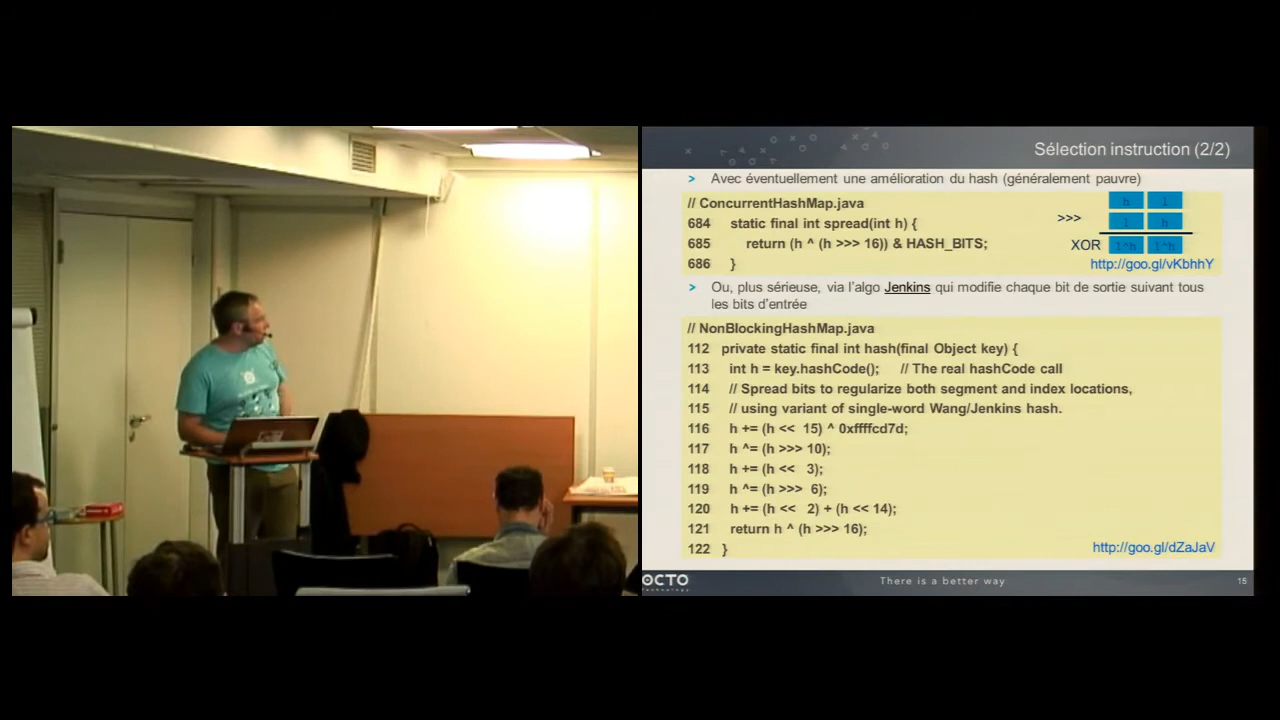 Sélection instruction (2/2)
> Avec éventuellement une amélioration du hash (généralement pauvre)
// ConcurrentHashMap.java
684 static final int spread(int h) {
685 return (h ^ (h >>> 16)) & HASH_BITS;
686 }
h l
>>> l h
XOR l^h l^h
http://goo.gl/vKbhhY
> Ou, plus sérieuse, via l'algo Jenkins qui modifie chaque bit de sortie suivant tous
les bits d'entrée
// NonBlockingHashMap.java
112 private static final int hash(final Object key) {
113 int h = key.hashCode(); // The real hashCode call
114 // Spread bits to regularize both segment and index locations,
115 // using variant of single-word Wang/Jenkins hash.
116 h += (h << 15) ^ 0xffffcd7d;
117 h ^= (h >>> 10);
118 h += (h << 3);
119 h ^= (h >>> 6);
120 h += (h << 2) + (h << 14);
121 return h ^ (h >>> 16);
122 }
http://goo.gl/dZaJaV
OCTO
Technology
There is a better way
15